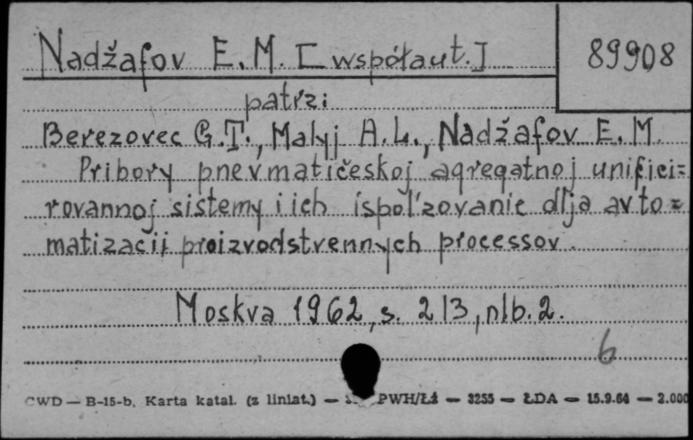 Nadžafov E. M. [współaut.]
89908
patrz:
Berezovec G. T., Malyj A. L., Nadžafov E. M.
Pribory pnevmatičeskoj agregatnoj unifici=
rovannoj sistemy i ich ispol'zovanie dlja avto=
matizacii proizvodstvennych processov.
Moskva 1962, s. 213, nlb. 2.
6
CWD — B-15-b. Karta katal. (z liniat.) — PWH/Łź — 3255 — ŁDA — 15.9.64 — 2.000